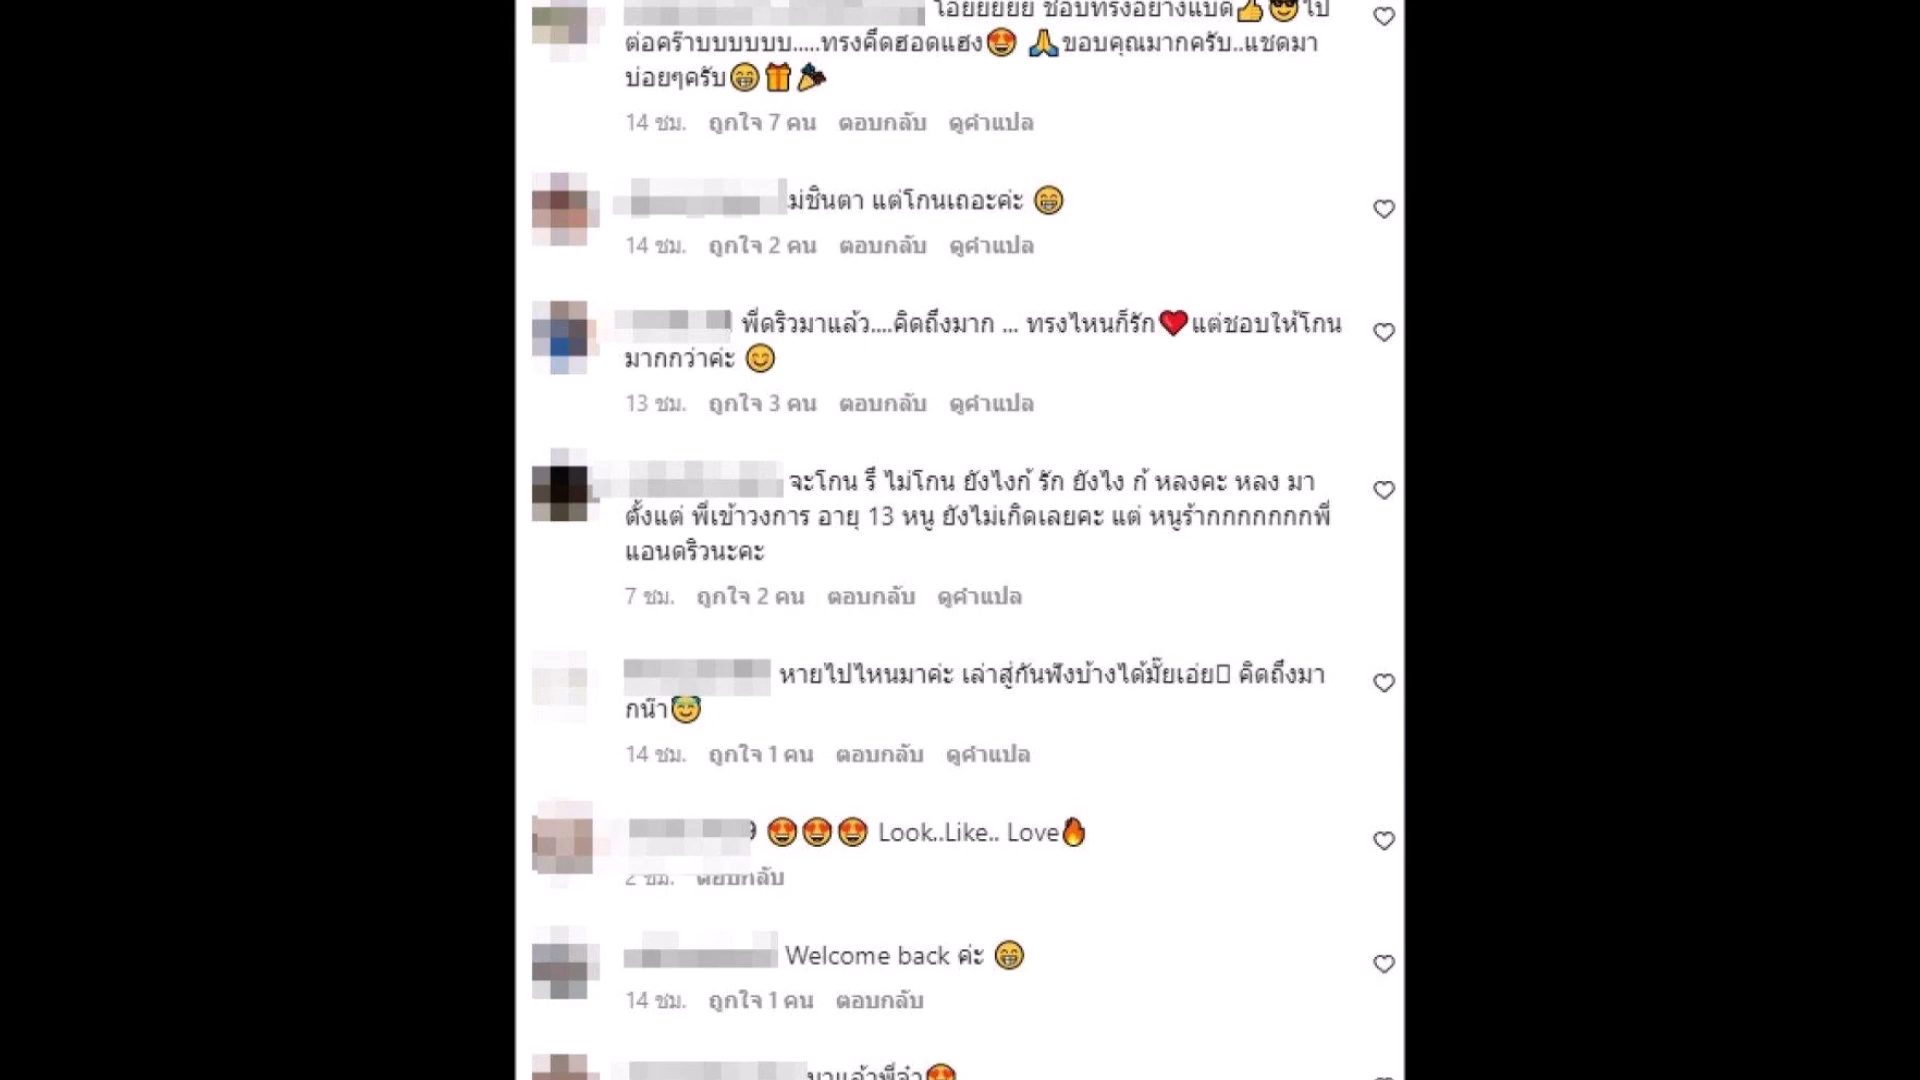 โอยยยยยย ชอบทรงอย่างแบด👍😎ไป
ต่อคร๊าบบบบบบ.....ทรงคึ๊ดฮอดแฮง😍 🙏ขอบคุณมากครับ..แชดมา
บ่อยๆครับ😁🎁🎉
14 ชม. ถูกใจ 7 คน ตอบกลับ ดูคำแปล
ม่ชินตา แต่โกนเถอะค่ะ 😁
14 ชม. ถูกใจ 2 คน ตอบกลับ ดูคำแปล
พี่ดริวมาแล้ว....คิดถึงมาก ... ทรงไหนก็รัก❤️แต่ชอบให้โกน
มากกว่าค่ะ 😊
13 ชม. ถูกใจ 3 คน ตอบกลับ ดูคำแปล
จะโกน รึ ไม่โกน ยังไงก้ รัก ยังไง ก้ หลงคะ หลง มา
ตั้งแต่ พี่เข้าวงการ อายุ 13 หนู ยังไม่เกิดเลยคะ แต่ หนูร้ากกกกกกกพี่
แอนดริวนะคะ
7 ชม. ถูกใจ 2 คน ตอบกลับ ดูคำแปล
หายไปไหนมาค่ะ เล่าสู่กันฟังบ้างได้มั๊ยเอ่ย คิดถึงมา
กน๊า😇
14 ชม. ถูกใจ 1 คน ตอบกลับ ดูคำแปล
😍😍😍 Look..Like.. Love🔥
2 ชม. ตอบกลับ
Welcome back ค่ะ 😁
14 ชม. ถูกใจ 1 คน ตอบกลับ